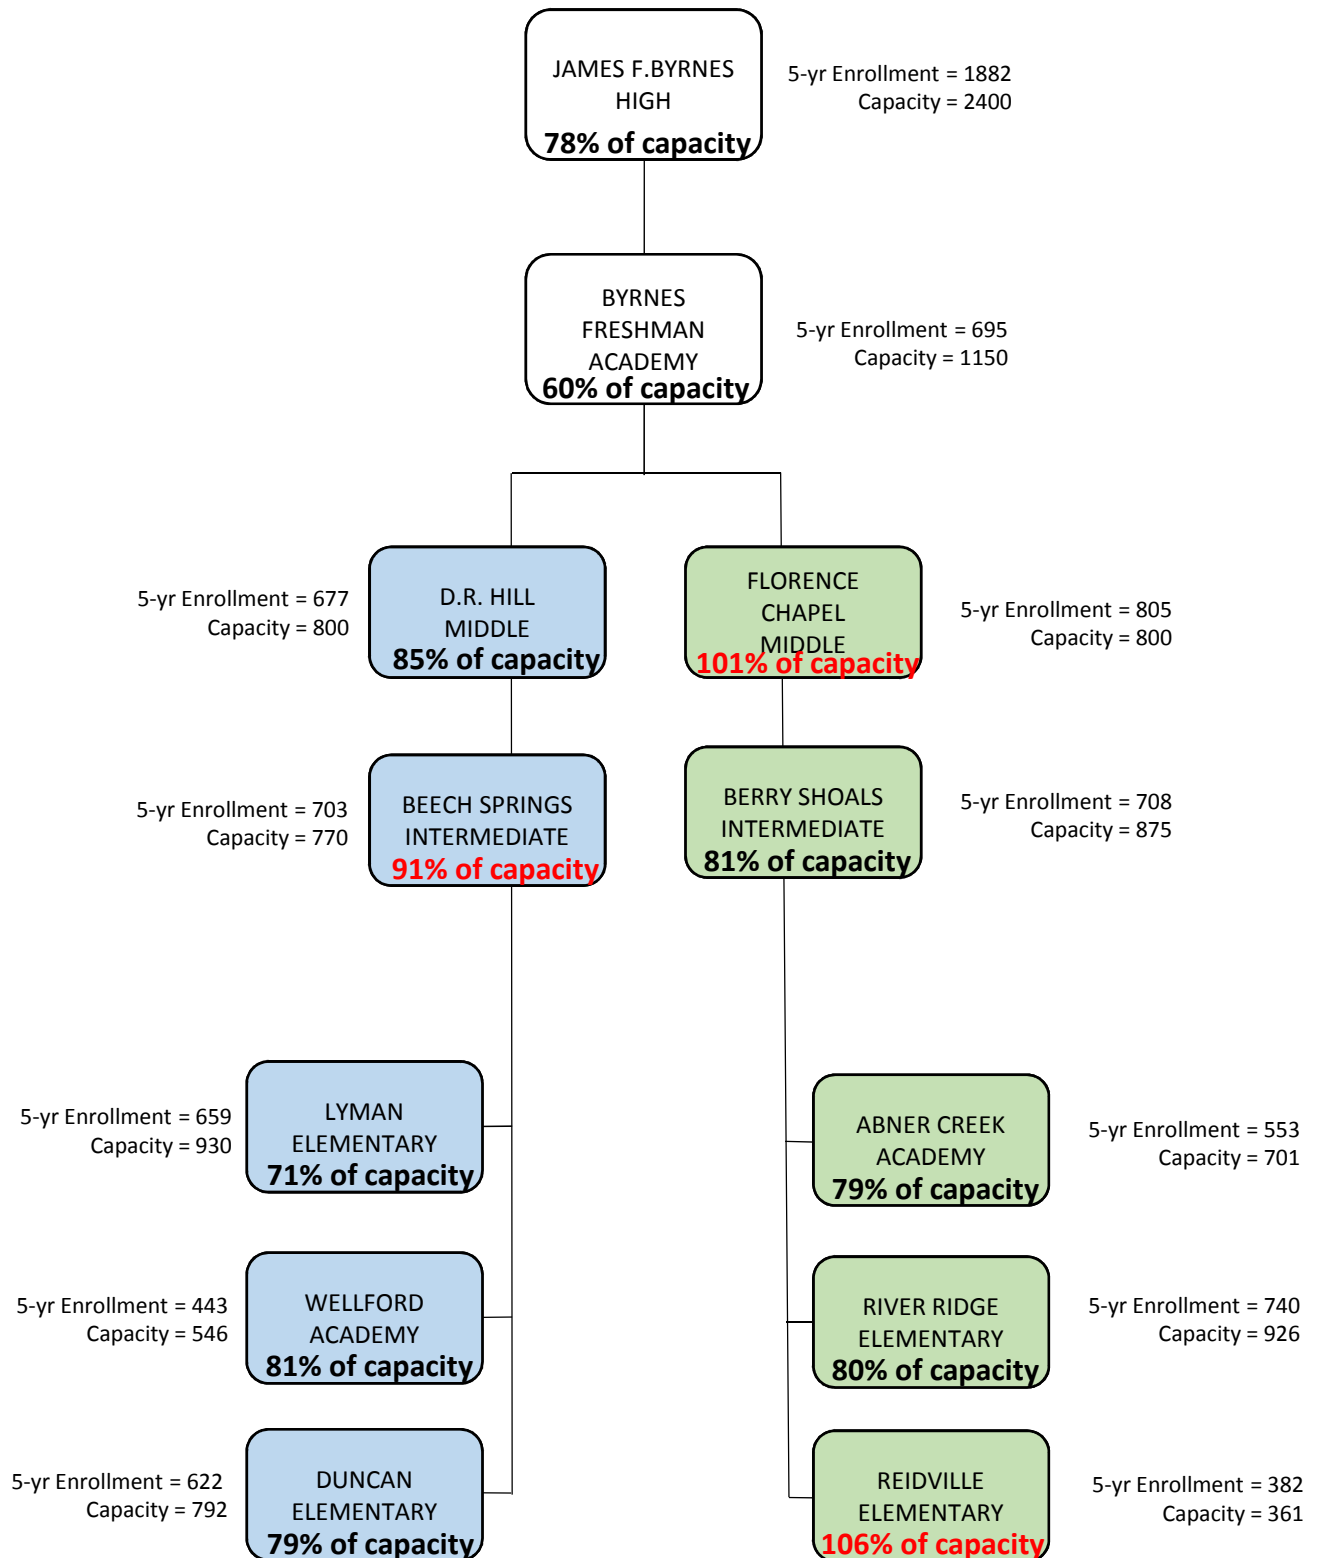 JAMES F.BYRNES
HIGH
78% of capacity
5-yr Enrollment = 1882
Capacity = 2400
BYRNES
FRESHMAN
ACADEMY
60% of capacity
5-yr Enrollment = 695
Capacity = 1150
5-yr Enrollment = 677
Capacity = 800
D.R. HILL
MIDDLE
85% of capacity
FLORENCE
CHAPEL
MIDDLE
101% of capacity
5-yr Enrollment = 805
Capacity = 800
5-yr Enrollment = 703
Capacity = 770
BEECH SPRINGS
INTERMEDIATE
91% of capacity
BERRY SHOALS
INTERMEDIATE
81% of capacity
5-yr Enrollment = 708
Capacity = 875
5-yr Enrollment = 659
Capacity = 930
LYMAN
ELEMENTARY
71% of capacity
ABNER CREEK
ACADEMY
79% of capacity
5-yr Enrollment = 553
Capacity = 701
5-yr Enrollment = 443
Capacity = 546
WELLFORD
ACADEMY
81% of capacity
RIVER RIDGE
ELEMENTARY
80% of capacity
5-yr Enrollment = 740
Capacity = 926
5-yr Enrollment = 622
Capacity = 792
DUNCAN
ELEMENTARY
79% of capacity
REIDVILLE
ELEMENTARY
106% of capacity
5-yr Enrollment = 382
Capacity = 361